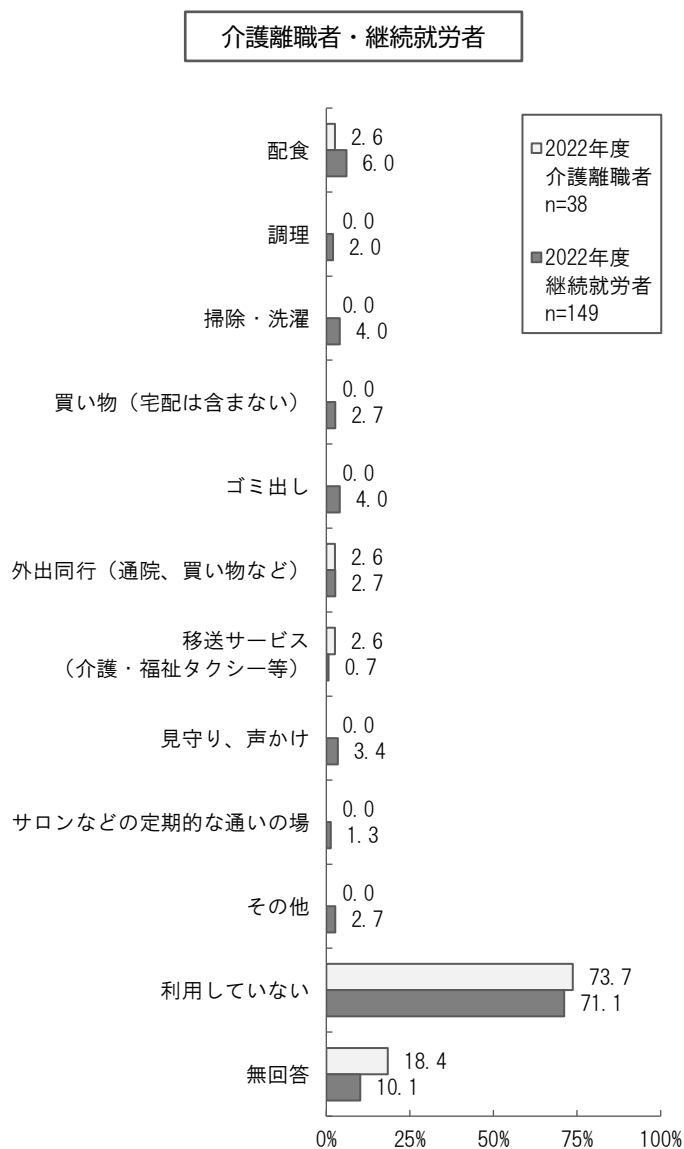 介護離職者・継続就労者
2022年度
介護離職者
n=38
2022年度
継続就労者
n=149
配食
2.6
6.0
調理
0.0
2.0
掃除・洗濯
0.0
4.0
買い物（宅配は含まない）
0.0
2.7
ゴミ出し
0.0
4.0
外出同行（通院、買い物など）
2.6
2.7
移送サービス
（介護・福祉タクシー等）
2.6
0.7
見守り、声かけ
0.0
3.4
サロンなどの定期的な通いの場
0.0
1.3
その他
0.0
2.7
利用していない
73.7
71.1
無回答
18.4
10.1
0%
25%
50%
75%
100%